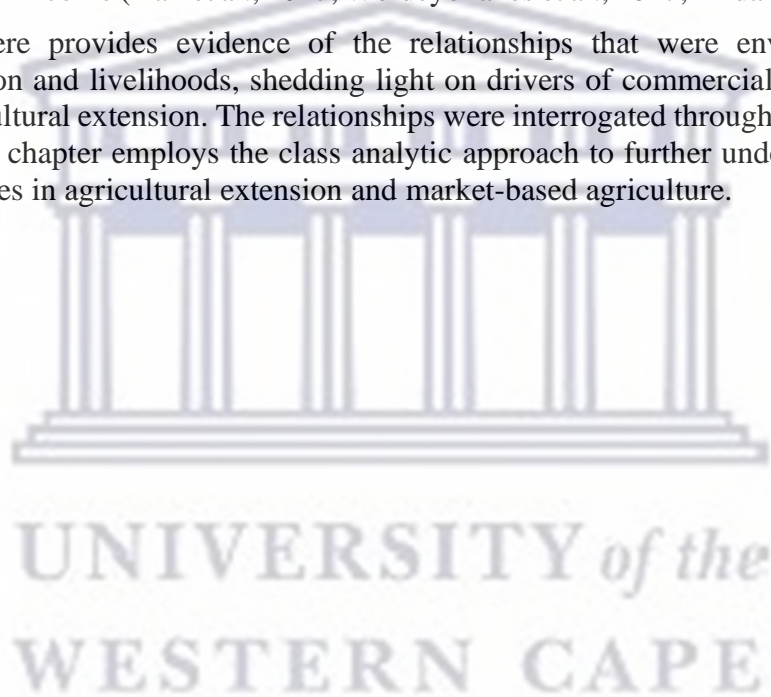 ere provides evidence of the relationships that were env
on and livelihoods, shedding light on drivers of commercial
ultural extension. The relationships were interrogated through
chapter employs the class analytic approach to further unde
es in agricultural extension and market-based agriculture.
UNIVERSITY of the
WESTERN CAPE